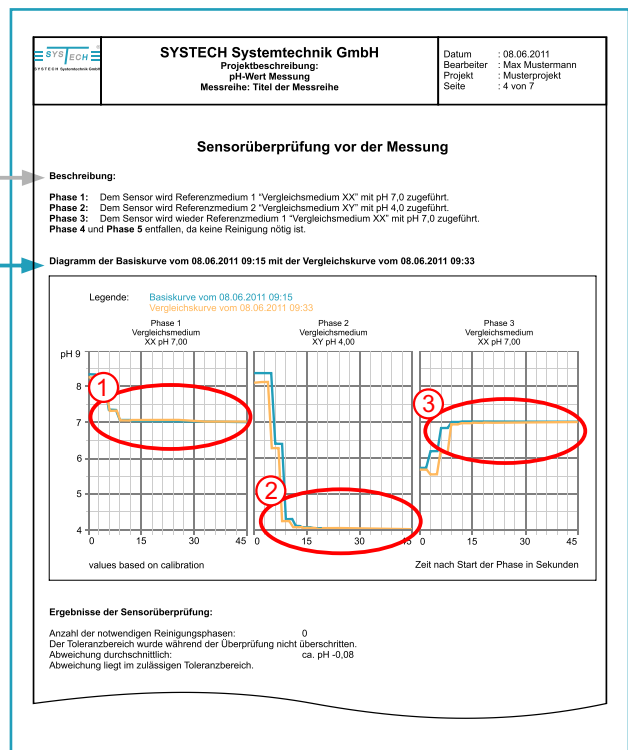 SYSTECH
SYSTECH Systemtechnik GmbH
SYSTECH Systemtechnik GmbH
Projektbeschreibung:
pH-Wert Messung
Messreihe: Titel der Messreihe
Datum : 08.06.2011
Bearbeiter : Max Mustermann
Projekt : Musterprojekt
Seite : 4 von 7
Sensorüberprüfung vor der Messung
Beschreibung:
Phase 1: Dem Sensor wird Referenzmedium 1 "Vergleichsmedium XX" mit pH 7,0 zugeführt.
Phase 2: Dem Sensor wird Referenzmedium 2 "Vergleichsmedium XY" mit pH 4,0 zugeführt.
Phase 3: Dem Sensor wird wieder Referenzmedium 1 "Vergleichsmedium XX" mit pH 7,0 zugeführt.
Phase 4 und Phase 5 entfallen, da keine Reinigung nötig ist.
Diagramm der Basiskurve vom 08.06.2011 09:15 mit der Vergleichskurve vom 08.06.2011 09:33
Legende: Basiskurve vom 08.06.2011 09:15
Vergleichskurve vom 08.06.2011 09:33
Phase 1
Vergleichsmedium
XX pH 7,00
Phase 2
Vergleichsmedium
XY pH 4,00
Phase 3
Vergleichsmedium
XX pH 7,00
pH 9
8
7
6
5
4
1
2
3
0 15 30 45
0 15 30 45
0 15 30 45
values based on calibration
Zeit nach Start der Phase in Sekunden
Ergebnisse der Sensorüberprüfung:
Anzahl der notwendigen Reinigungsphasen: 0
Der Toleranzbereich wurde während der Überprüfung nicht überschritten.
Abweichung durchschnittlich: ca. pH -0,08
Abweichung liegt im zulässigen Toleranzbereich.